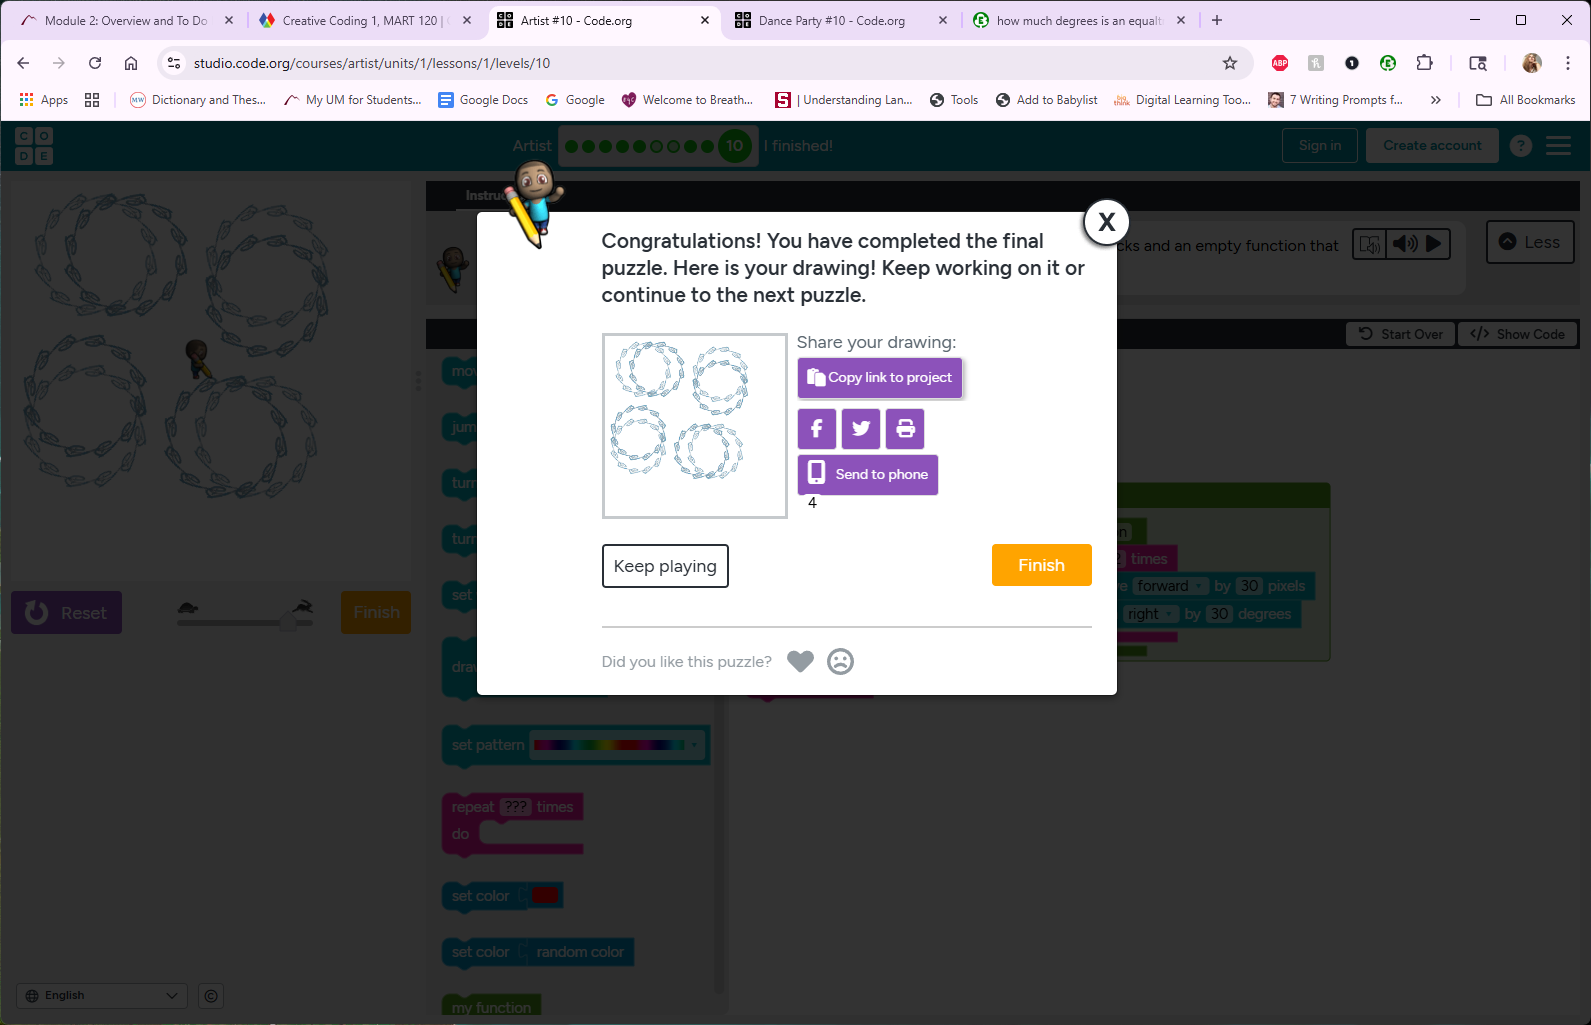 Module 2: Overview and To Do
Creative Coding 1, MART 120 |
Artist #10 - Code.org
Dance Party #10 - Code.org
how much degrees is an equalt
studio.code.org/courses/artist/units/1/lessons/1/levels/10
ABP
Apps
Dictionary and Thes...
My UM for Students...
Google Docs
Google
Welcome to Breath...
| Understanding Lan...
Tools
Add to Babylist
Digital Learning Too...
7 Writing Prompts f...
»
All Bookmarks
C O
D E
Artist
10
I finished!
Sign in
Create account
?
Instruc
X
Congratulations! You have completed the final
puzzle. Here is your drawing! Keep working on it or
continue to the next puzzle.
cks and an empty function that
Less
Start Over
</> Show Code
Share your drawing:
Copy link to project
Send to phone
4
Keep playing
Finish
Did you like this puzzle?
Reset
Finish
mov
jum
turn
turn
set
draw
set pattern
repeat ??? times
do
set color
set color random color
my function
n
times
e forward by 30 pixels
right by 30 degrees
English
©